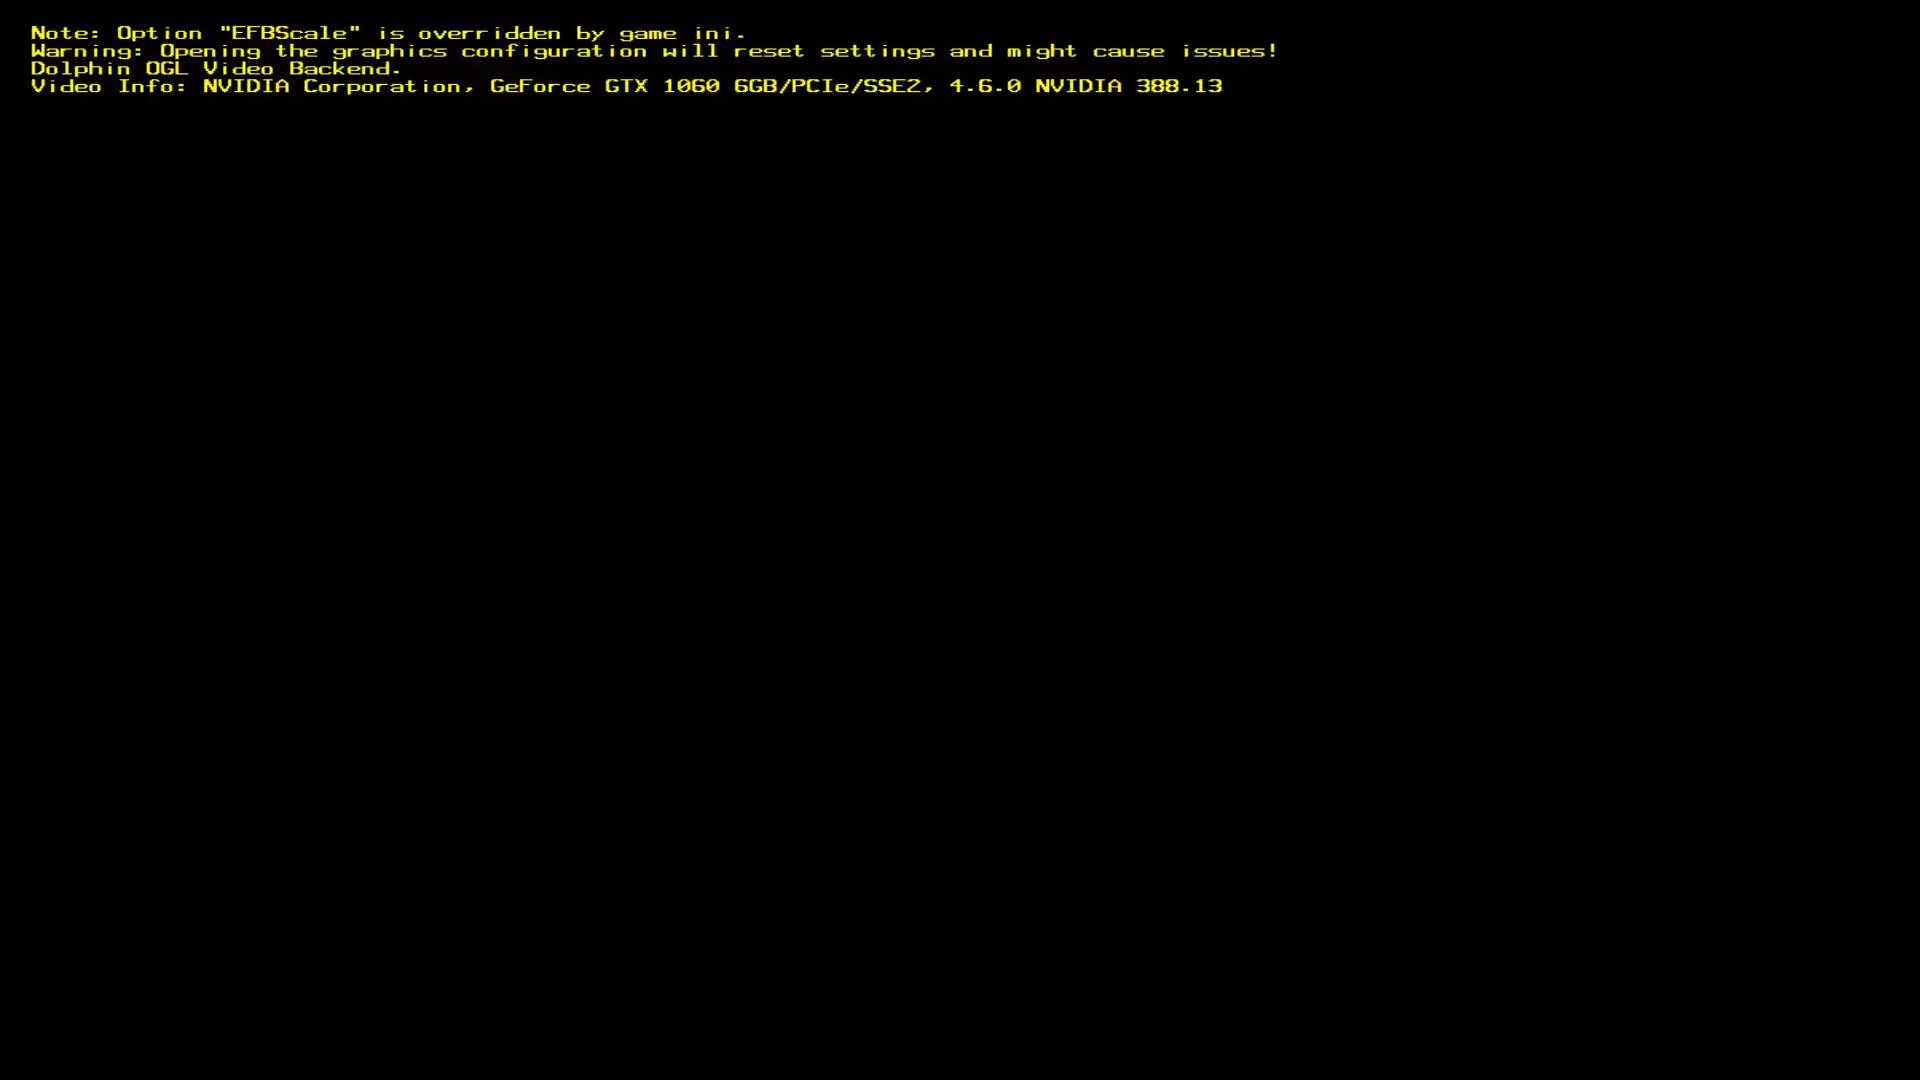 Note: Option "EFBScale" is overridden by game ini.
Warning: Opening the graphics configuration will reset settings and might cause issues!
Dolphin OGL Video Backend.
Video Info: NVIDIA Corporation, GeForce GTX 1060 6GB/PCIe/SSE2, 4.6.0 NVIDIA 388.13